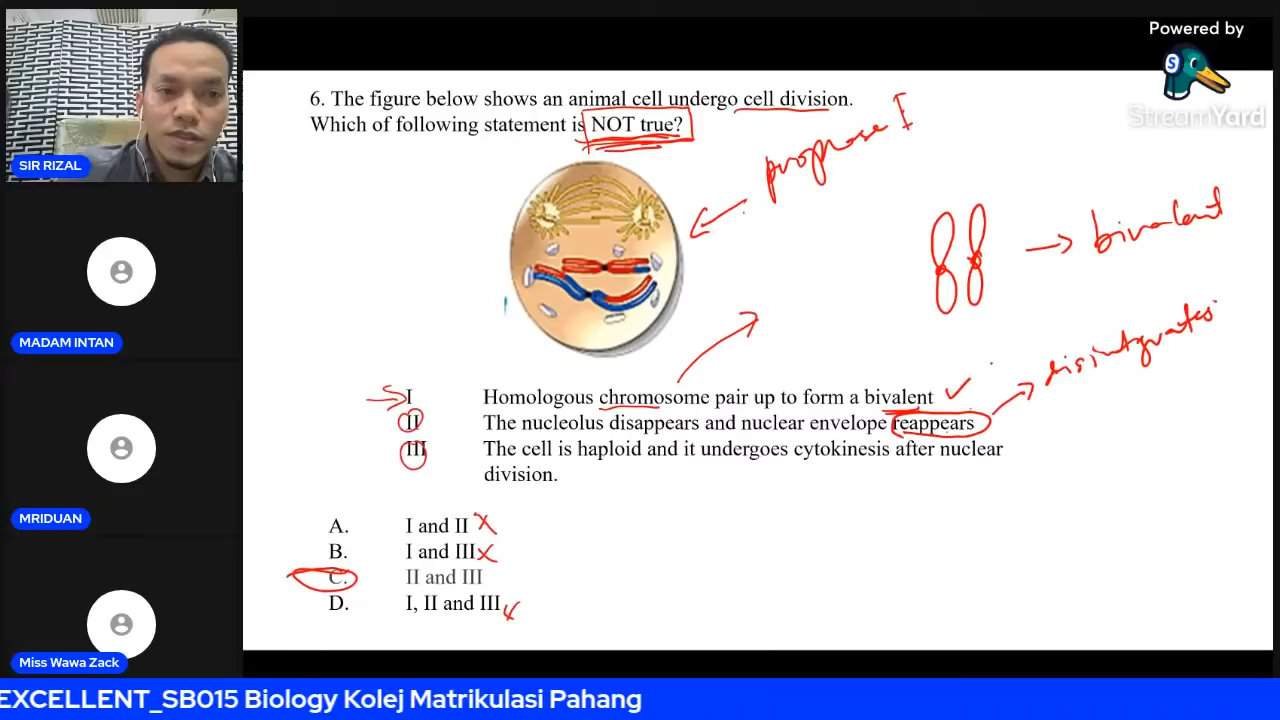 Powered by
S
StreamYard
6. The figure below shows an animal cell undergo cell division.
Which of following statement is NOT true?
prophase I
bivalent
disintegrates
I Homologous chromosome pair up to form a bivalent
II The nucleolus disappears and nuclear envelope reappears
III The cell is haploid and it undergoes cytokinesis after nuclear
division.
A. I and II
B. I and III
C. II and III
D. I, II and III
SIR RIZAL
MADAM INTAN
MRIDUAN
Miss Wawa Zack
EXCELLENT_SB015 Biology Kolej Matrikulasi Pahang